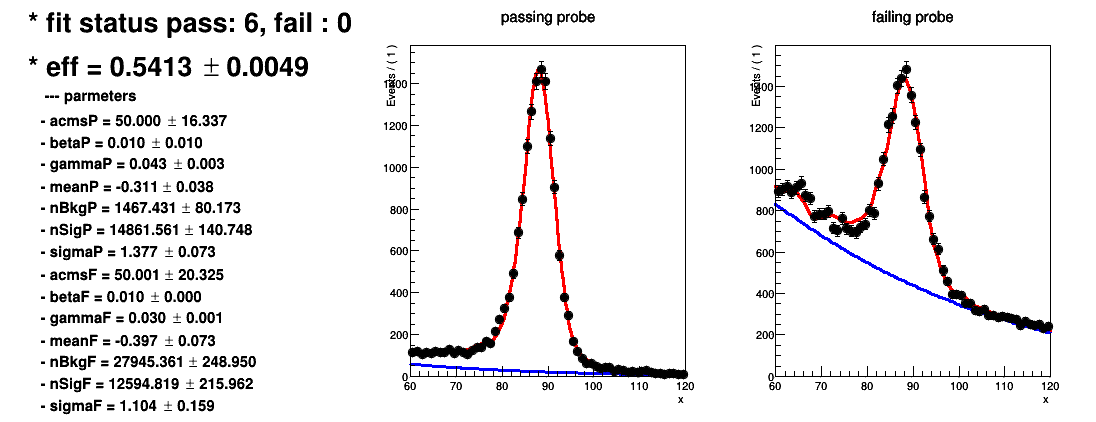 * fit status pass: 6, fail : 0
* eff = 0.5413 ± 0.0049
--- parmeters
- acmsP = 50.000 ± 16.337
- betaP = 0.010 ± 0.010
- gammaP = 0.043 ± 0.003
- meanP = -0.311 ± 0.038
- nBkgP = 1467.431 ± 80.173
- nSigP = 14861.561 ± 140.748
- sigmaP = 1.377 ± 0.073
- acmsF = 50.001 ± 20.325
- betaF = 0.010 ± 0.000
- gammaF = 0.030 ± 0.001
- meanF = -0.397 ± 0.073
- nBkgF = 27945.361 ± 248.950
- nSigF = 12594.819 ± 215.962
- sigmaF = 1.104 ± 0.159
passing probe
Events / ( 1 )
1400
1200
1000
800
600
400
200
0
60 70 80 90 100 110 120
x
failing probe
Events / ( 1 )
1400
1200
1000
800
600
400
200
0
60 70 80 90 100 110 120
x